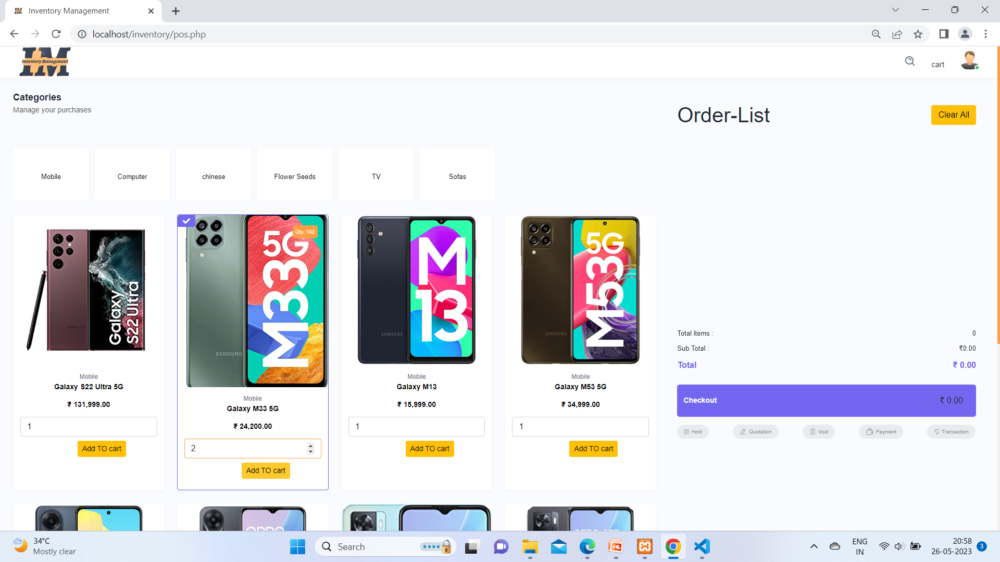 Inventory Management
localhost/inventory/pos.php
IM
Inventory Management
cart
Categories
Manage your purchases
Order-List
Clear All
Mobile
Computer
chinese
Flower Seeds
TV
Sofas
Galaxy
S22 Ultra
SAMSUNG
Mobile
Galaxy S22 Ultra 5G
₹ 131,999.00
1
Add TO cart
Qty: 182
5G
M33
SAMSUNG
Mobile
Galaxy M33 5G
₹ 24,200.00
2
Add TO cart
M
13
SAMSUNG
Mobile
Galaxy M13
₹ 15,999.00
1
Add TO cart
5G
M53
SAMSUNG
Mobile
Galaxy M53 5G
₹ 34,999.00
1
Add TO cart
Total items :
0
Sub Total :
₹0.00
Total
₹ 0.00
Checkout
₹ 0.00
Hold
Quotation
Void
Payment
Transaction
34°C
Mostly clear
Search
ENG
IN
20:58
26-05-2023
3